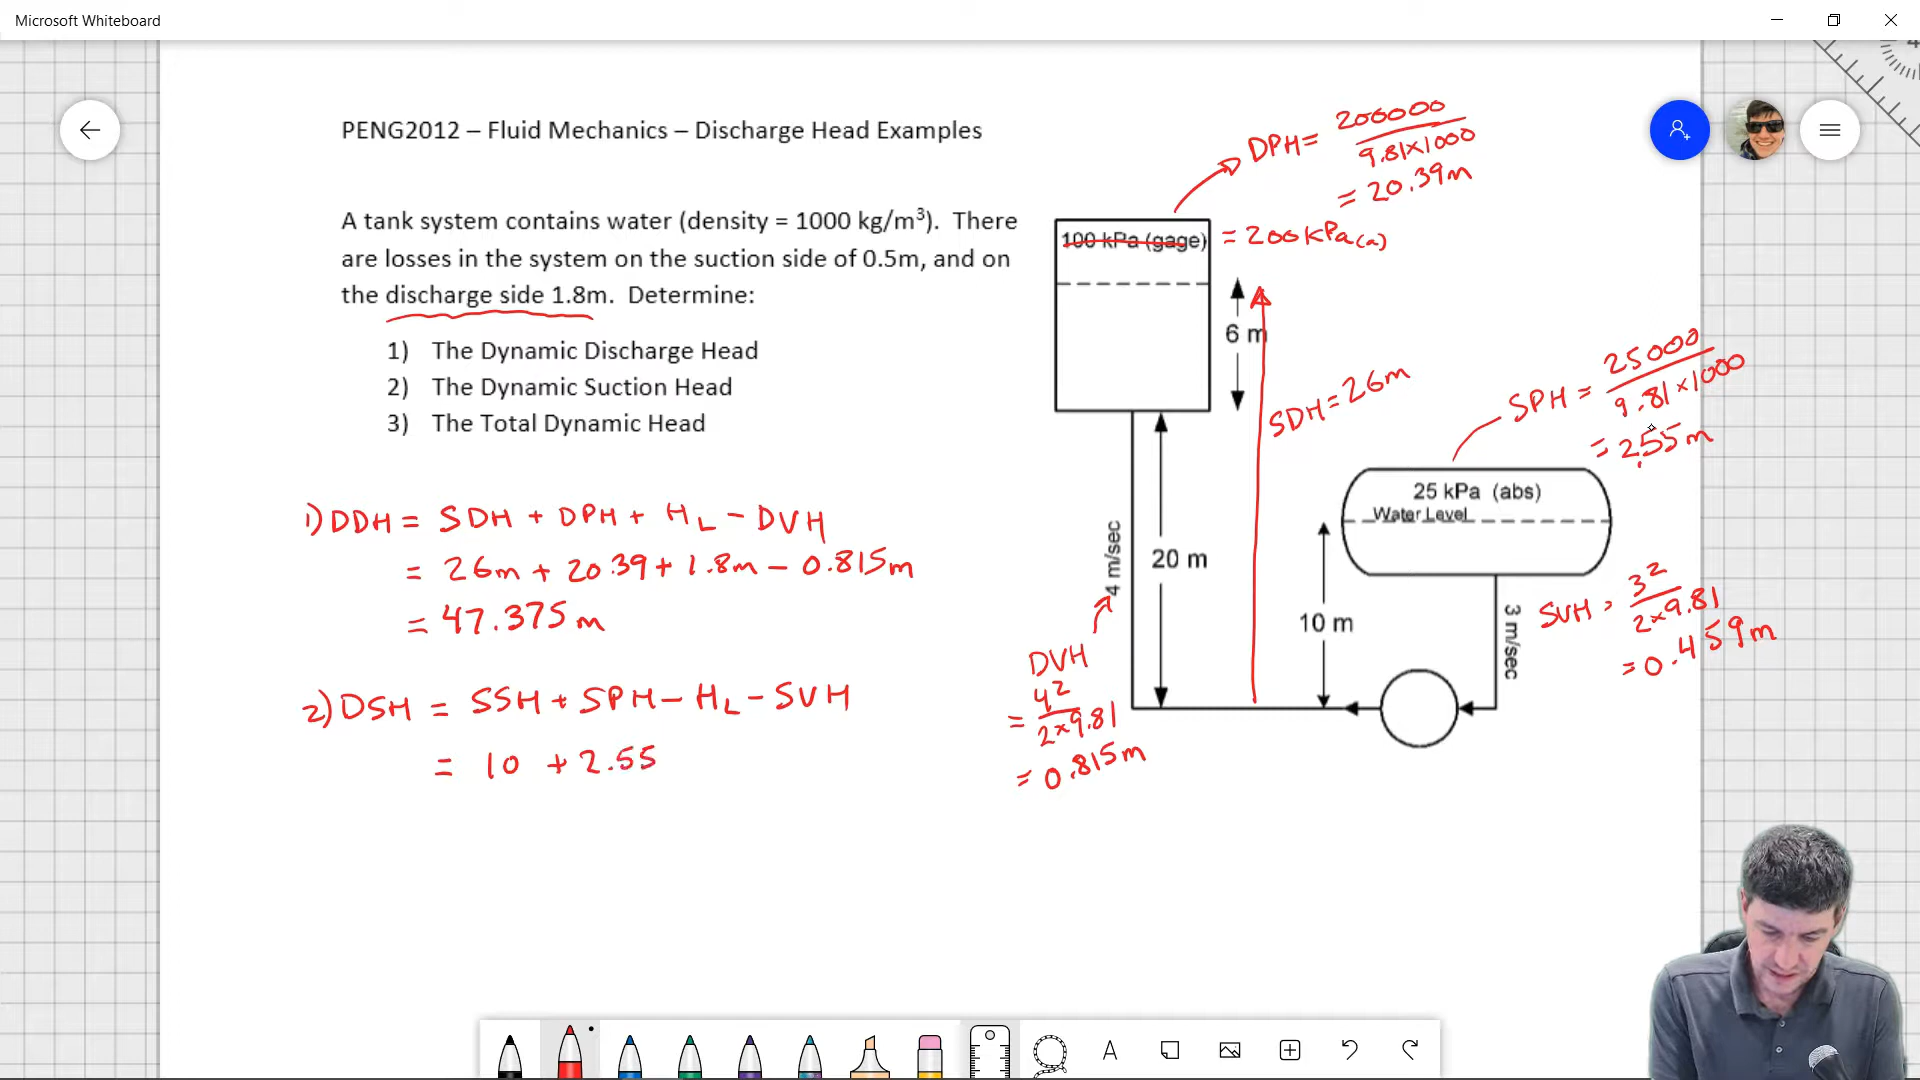 Microsoft Whiteboard
PENG2012 – Fluid Mechanics – Discharge Head Examples
A tank system contains water (density = 1000 kg/m³). There
are losses in the system on the suction side of 0.5m, and on
the discharge side 1.8m. Determine:
1) The Dynamic Discharge Head
2) The Dynamic Suction Head
3) The Total Dynamic Head
1) DDH = SDH + DPH + H_L − DVH
= 26m + 20.39 + 1.8m − 0.815m
= 47.375 m
2) DSH = SSH + SPH − H_L − SVH
= 10 + 2.55
DPH = 200000
9.81×1000
= 20.39m
100 kPa (gage) = 200kPa(a)
6 m
SDH = 26m
20 m
4 m/sec
DVH
= 4²
2×9.81
= 0.815m
SPH = 25000
9.81×1000
= 2.55m
25 kPa (abs)
Water Level
10 m
3 m/sec
SVH = 3²
2×9.81
= 0.459m
A